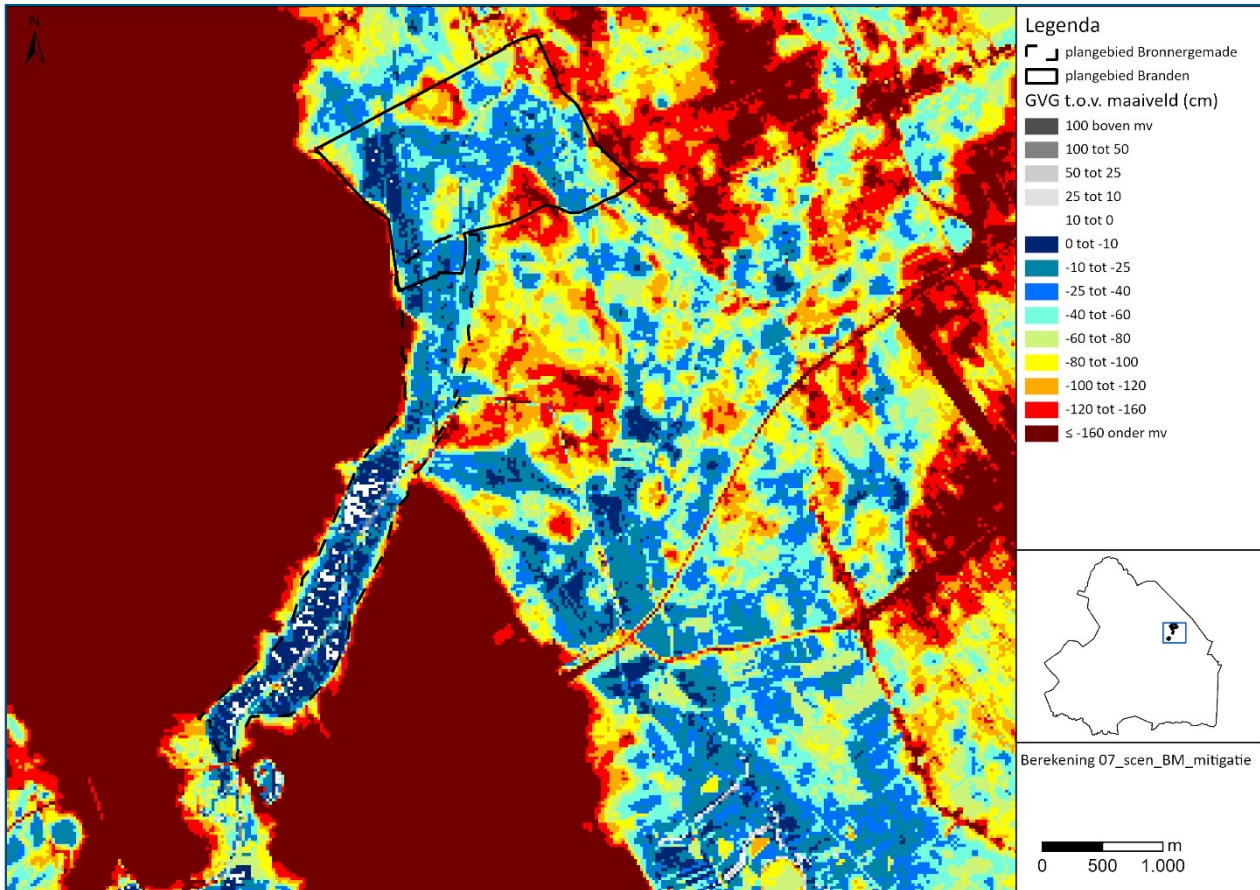 N
Legenda
plangebied Bronnergemade
plangebied Branden
GVG t.o.v. maaiveld (cm)
100 boven mv
100 tot 50
50 tot 25
25 tot 10
10 tot 0
0 tot -10
-10 tot -25
-25 tot -40
-40 tot -60
-60 tot -80
-80 tot -100
-100 tot -120
-120 tot -160
≤ -160 onder mv
Berekening 07_scen_BM_mitigatie
m
0 500 1.000